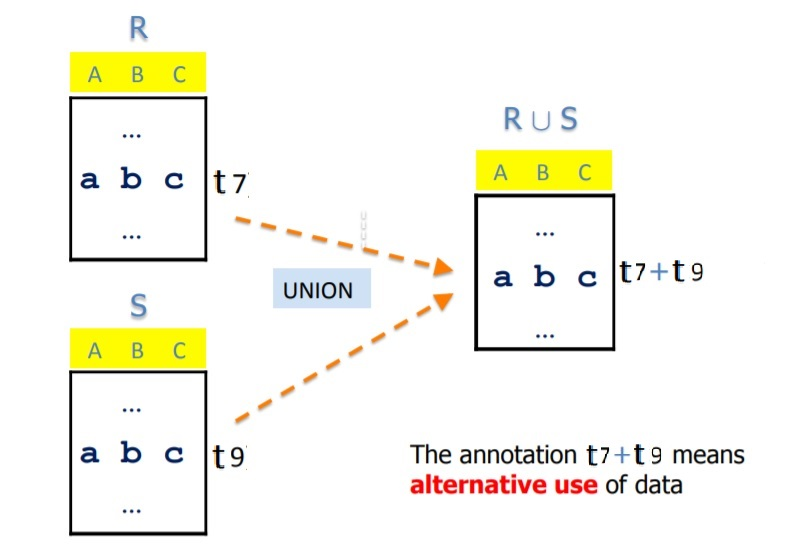 R
A B C
...
a b c t7
...
S
A B C
...
a b c t9
...
UNION
R ∪ S
A B C
...
a b c t7+t9
...
The annotation t7+t9 means
alternative use of data